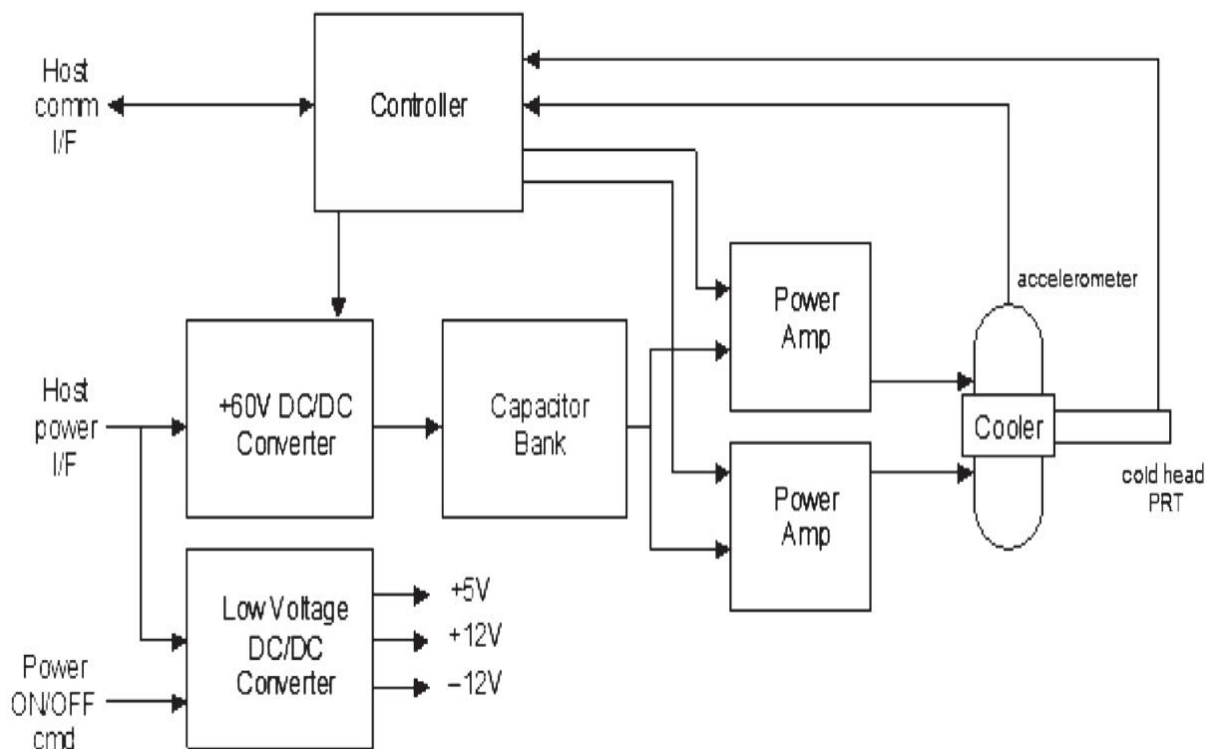 Host
comm
I/F
Controller
accelerometer
Power
Amp
Host
power
I/F
+60V DC/DC
Converter
Capacitor
Bank
Cooler
cold head
PRT
Power
Amp
Low Voltage
DC/DC
Converter
+5V
+12V
–12V
Power
ON/OFF
cmd